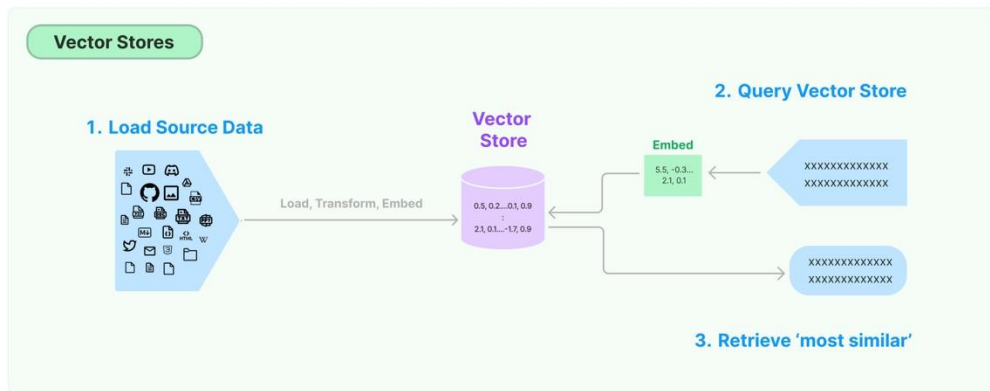 Vector Stores
1. Load Source Data
Load, Transform, Embed
Vector
Store
0.5, 0.2....0.1, 0.9
:
2.1, 0.1....-1.7, 0.9
2. Query Vector Store
Embed
5.5, -0.3...
2.1, 0.1
XXXXXXXXXXXXX
XXXXXXXXXXXXX
XXXXXXXXXXXXX
XXXXXXXXXXXXX
3. Retrieve ‘most similar’
M↓
HTML
W